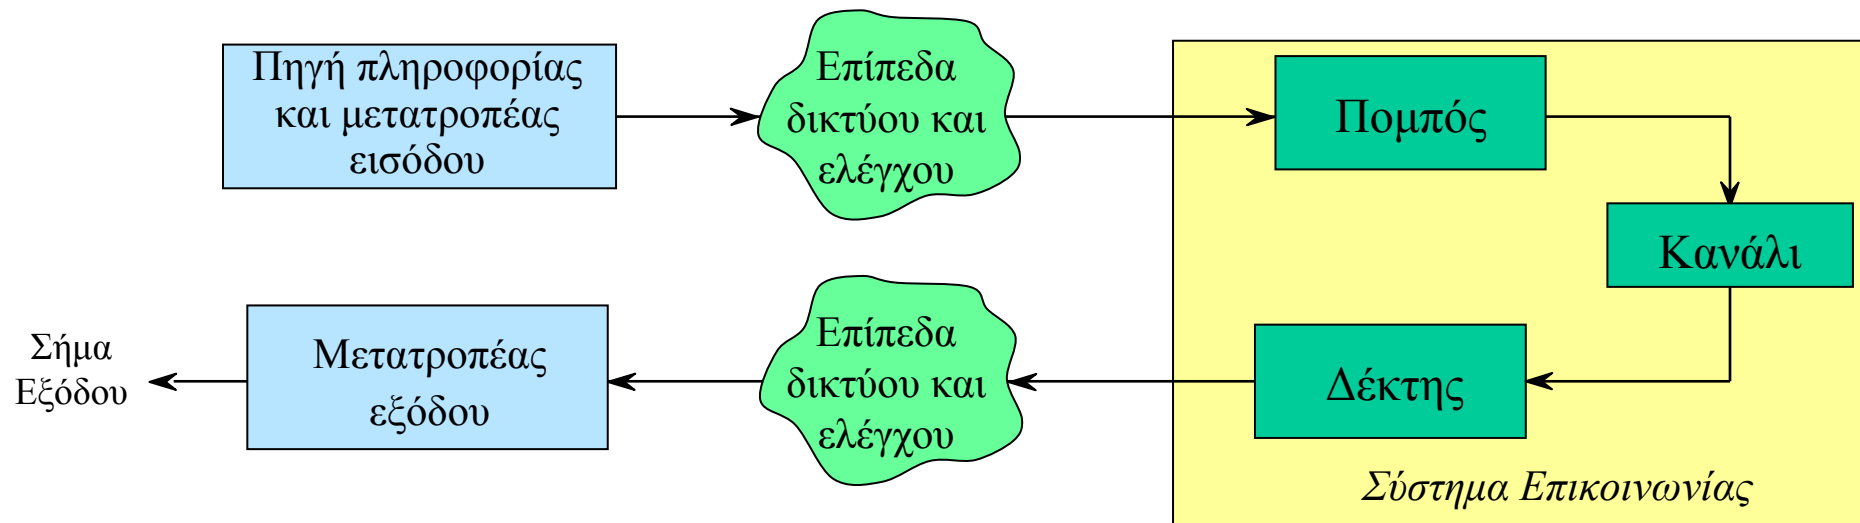 Πηγή πληροφορίας
και μετατροπέας
εισόδου
Επίπεδα
δικτύου και
ελέγχου
Πομπός
Κανάλι
Δέκτης
Επίπεδα
δικτύου και
ελέγχου
Μετατροπέας
εξόδου
Σήμα
Εξόδου
Σύστημα Επικοινωνίας